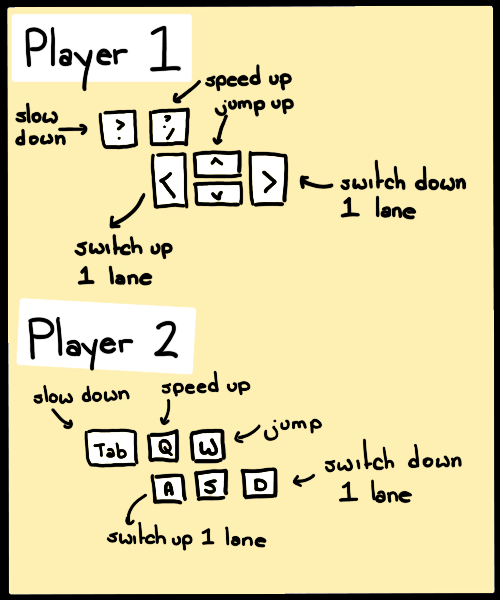 Player 1
speed up
slow down
jump up
> .
? /
<
^
v
>
switch down
1 lane
switch up
1 lane
Player 2
slow down
speed up
Tab Q W
jump
A S D
switch down
1 lane
switch up 1 lane